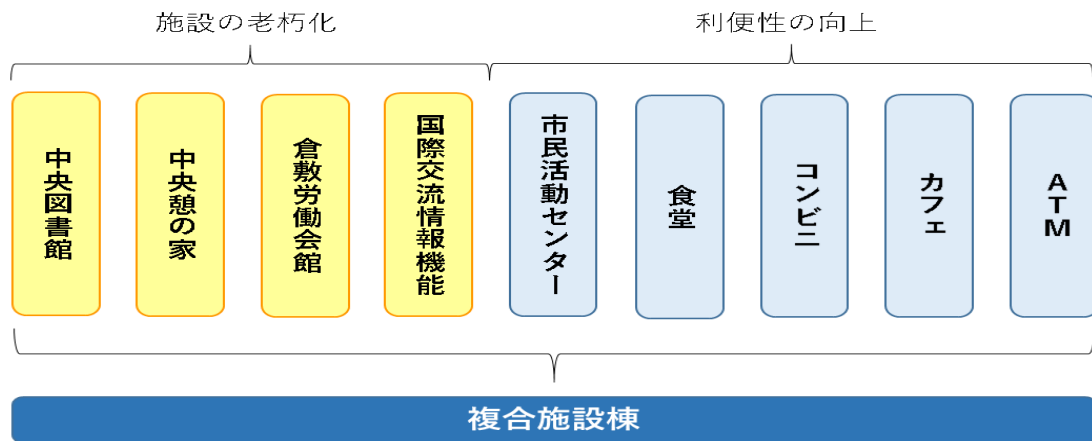 施設の老朽化
利便性の向上
中央図書館
中央憩の家
倉敷労働会館
国際交流情報機能
市民活動センター
食堂
コンビニ
カフェ
ATM
複合施設棟